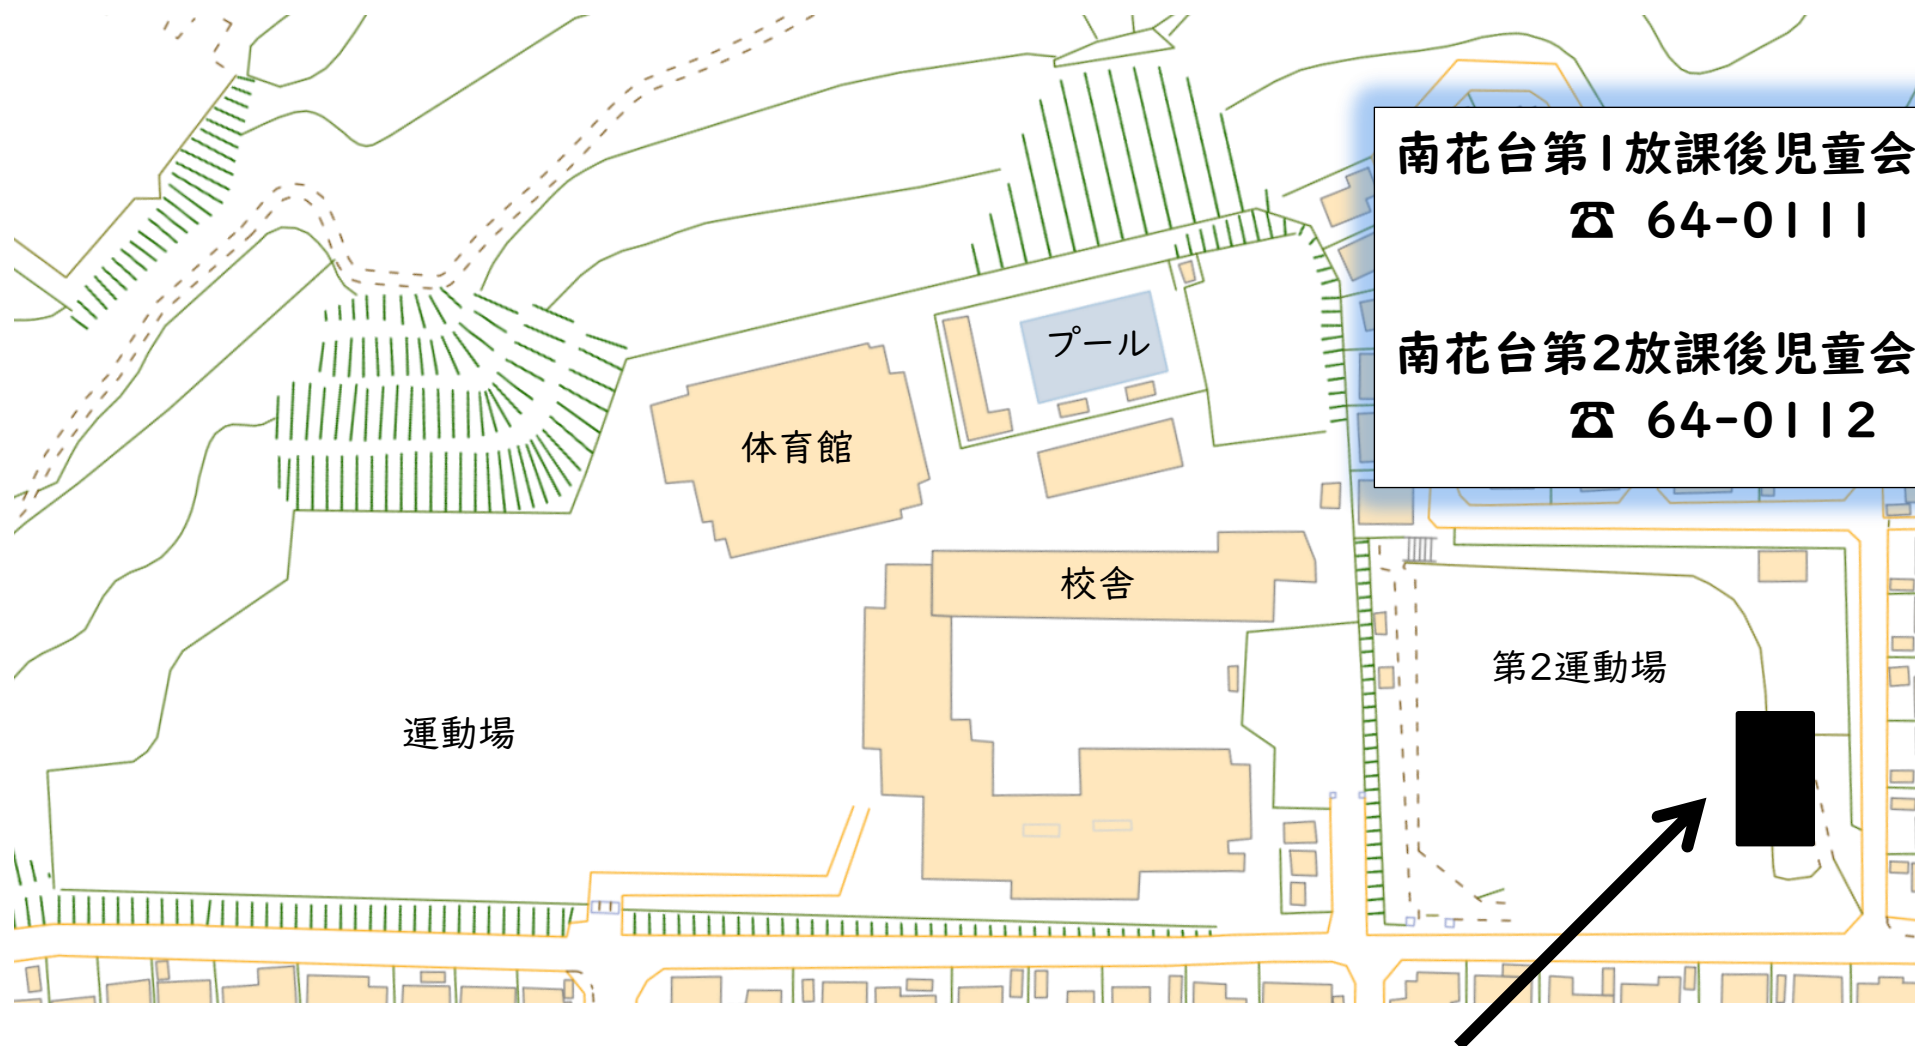 南花台第1放課後児童会
☎ 64-0111
南花台第2放課後児童会
☎ 64-0112
プール
体育館
校舎
第2運動場
運動場